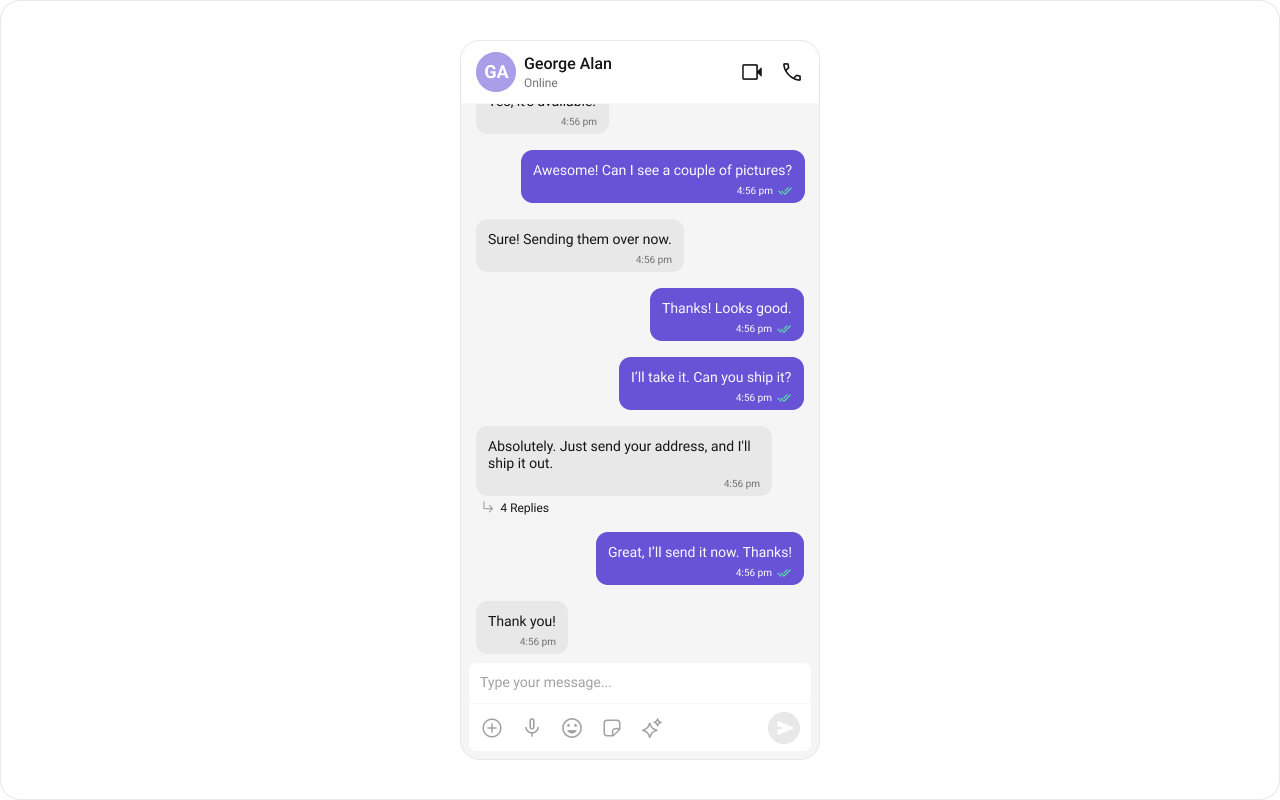 GA
George Alan
Online
Yes, it's available.
4:56 pm
Awesome! Can I see a couple of pictures?
4:56 pm
Sure! Sending them over now.
4:56 pm
Thanks! Looks good.
4:56 pm
I’ll take it. Can you ship it?
4:56 pm
Absolutely. Just send your address, and I'll
ship it out.
4:56 pm
4 Replies
Great, I’ll send it now. Thanks!
4:56 pm
Thank you!
4:56 pm
Type your message...